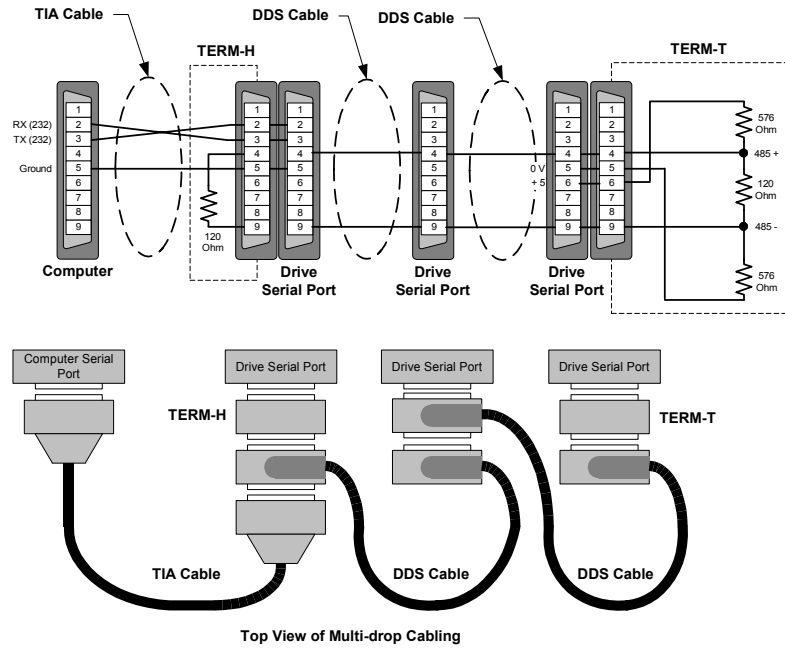 TIA Cable
DDS Cable
DDS Cable
TERM-H
TERM-T
RX (232)
TX (232)
Ground
1
2
3
4
5
6
7
8
9
120
Ohm
1
2
3
4
5
6
7
8
9
1
2
3
4
5
6
7
8
9
1
2
3
4
5
6
7
8
9
0 V
+ 5
1
2
3
4
5
6
7
8
9
1
2
3
4
5
6
7
8
9
576
Ohm
485 +
120
Ohm
485 -
576
Ohm
Computer
Drive
Serial Port
Drive
Serial Port
Drive
Serial Port
Computer Serial
Port
Drive Serial Port
Drive Serial Port
Drive Serial Port
TERM-H
TERM-T
TIA Cable
DDS Cable
DDS Cable
Top View of Multi-drop Cabling